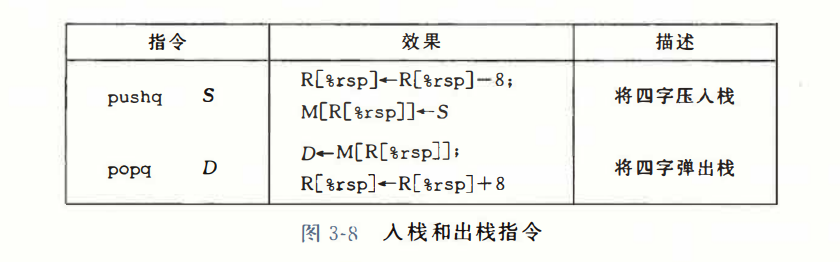 指令 效果 描述
pushq S R[%rsp]←R[%rsp]-8; 将四字压入栈
M[R[%rsp]]←S
popq D D←M[R[%rsp]]; 将四字弹出栈
R[%rsp]←R[%rsp]+8
图 3-8 入栈和出栈指令